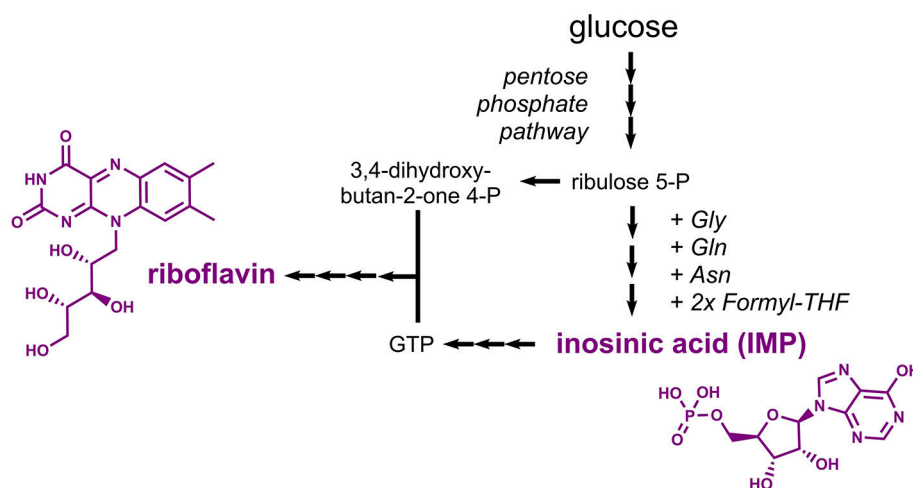 glucose
pentose
phosphate
pathway
3,4-dihydroxy-
butan-2-one 4-P
ribulose 5-P
+ Gly
+ Gln
+ Asn
+ 2x Formyl-THF
riboflavin
GTP
inosinic acid (IMP)
O
N
HN
O
N
N
HO
HO
OH
HO
HO
OH
P
O
O
O
N
N
OH
N
N
HO
OH